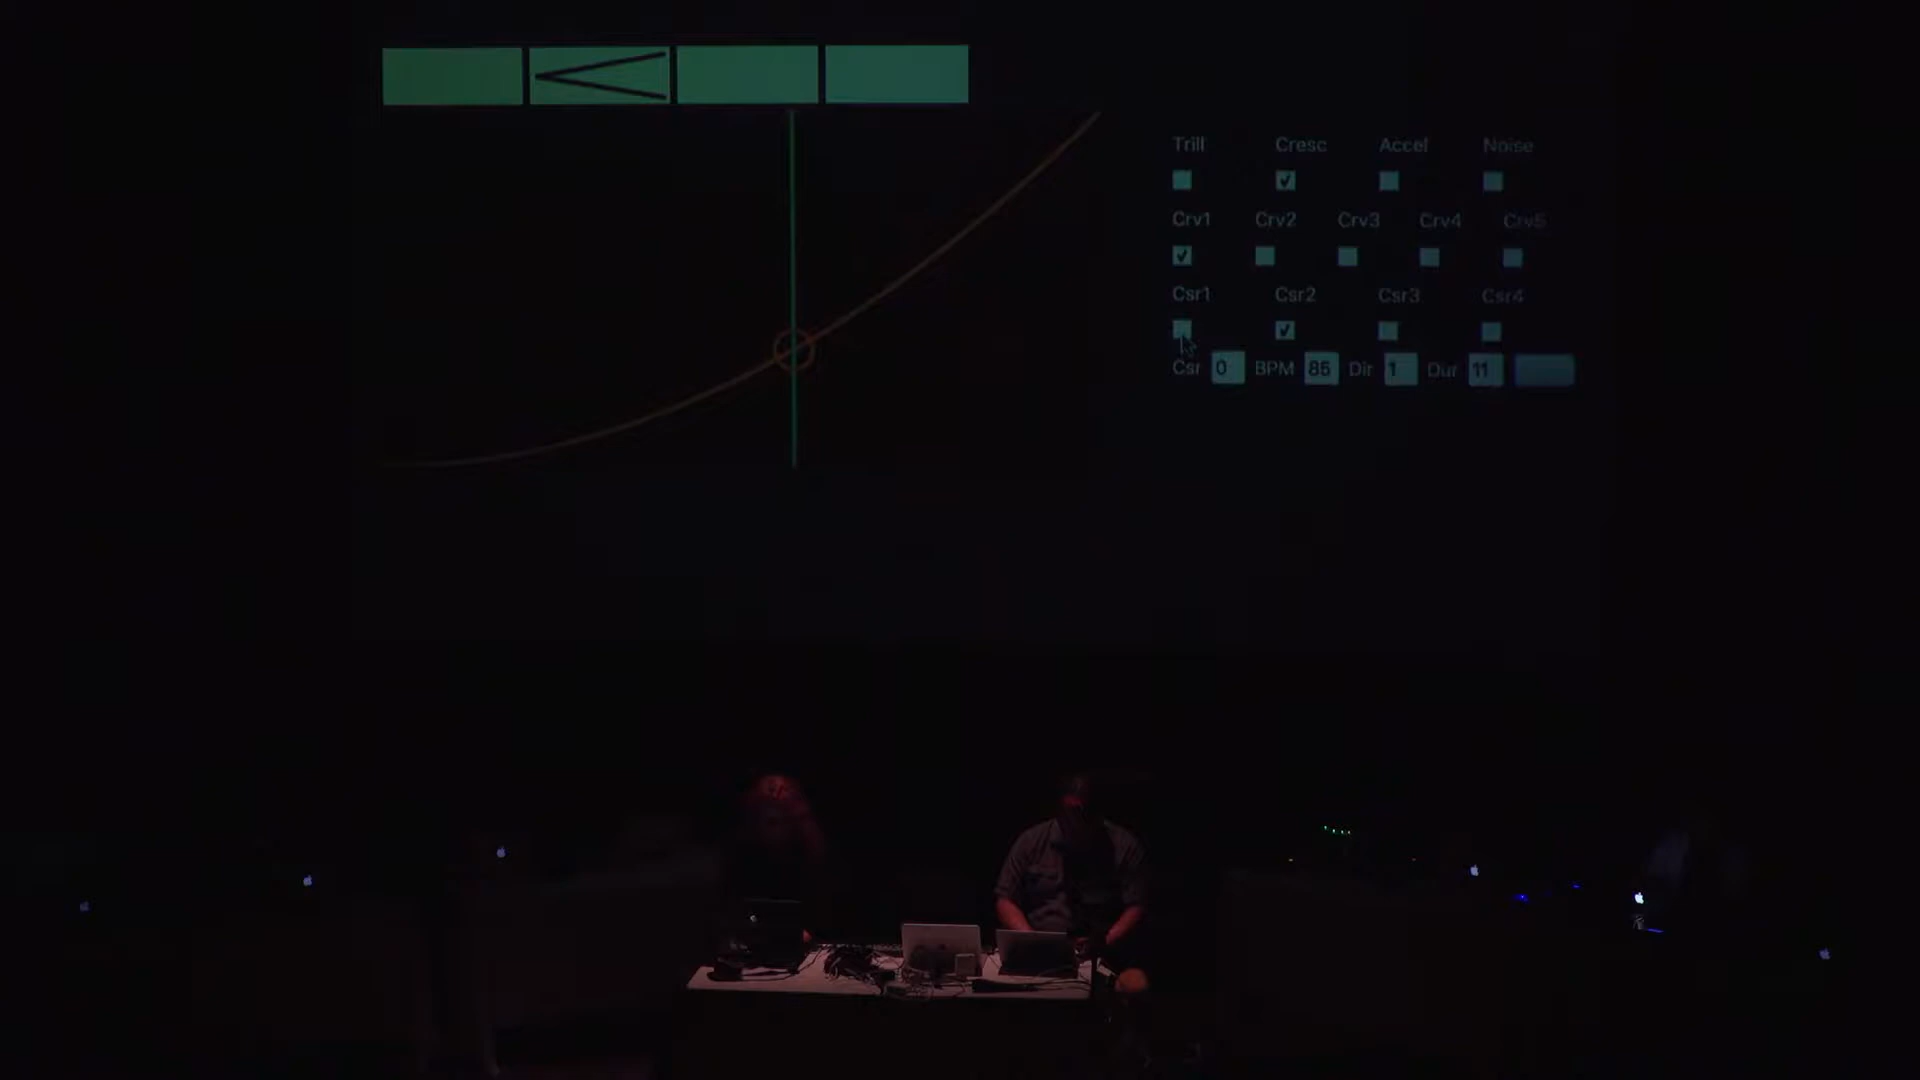 Trill Cresc Accel Noise
Crv1 Crv2 Crv3 Crv4 Crv5
Csr1 Csr2 Csr3 Csr4
Csr 0 BPM 85 Dir 1 Dur 11